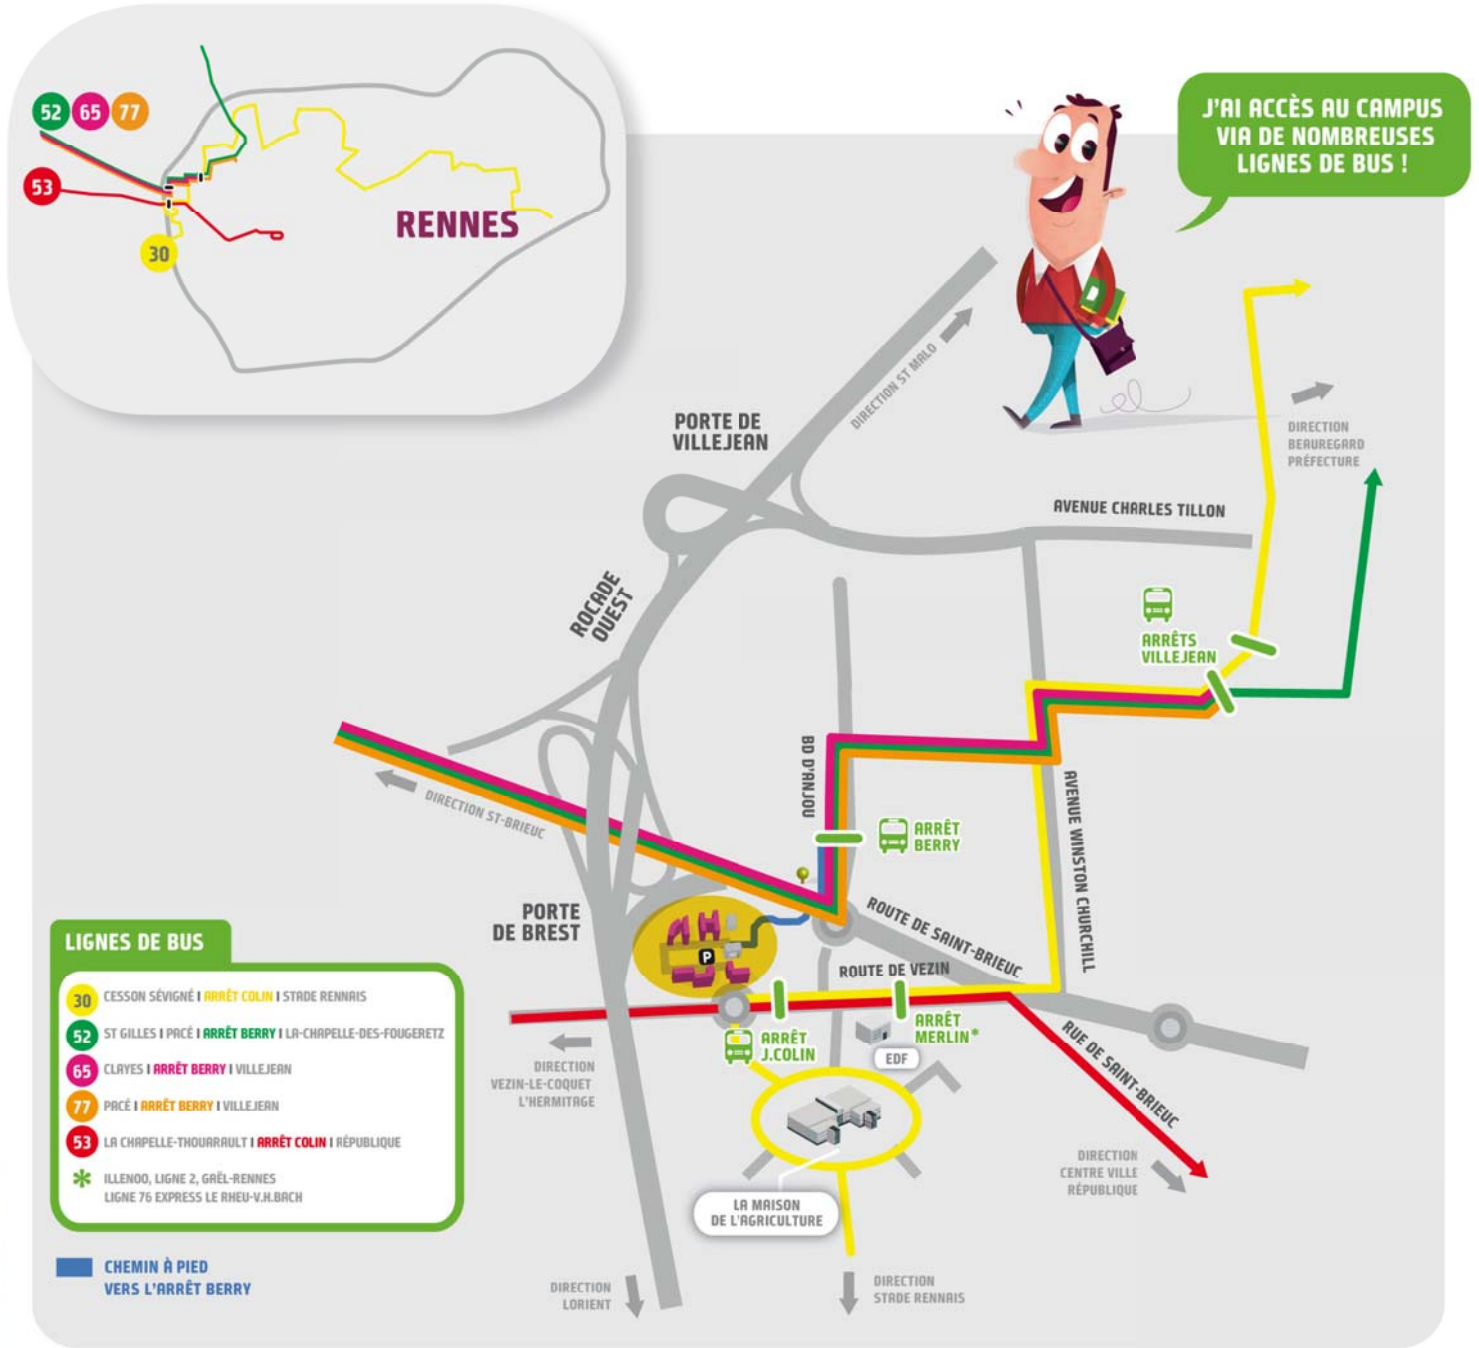 52 65 77
53
30
RENNES
J'AI ACCÈS AU CAMPUS
VIA DE NOMBREUSES
LIGNES DE BUS !
DIRECTION ST MALO
PORTE DE
VILLEJEAN
DIRECTION
BEAUREGARD
PRÉFECTURE
AVENUE CHARLES TILLON
ROCADE
OUEST
ARRÊTS
VILLEJEAN
BD D'ANJOU
DIRECTION ST-BRIEUC
ARRÊT
BERRY
AVENUE WINSTON CHURCHILL
PORTE
DE BREST
ROUTE DE SAINT-BRIEUC
P
ROUTE DE VEZIN
ARRÊT
J.COLIN
ARRÊT
MERLIN*
EDF
RUE DE SAINT-BRIEUC
DIRECTION
VEZIN-LE-COQUET
L'HERMITAGE
DIRECTION
CENTRE VILLE
RÉPUBLIQUE
LA MAISON
DE L'AGRICULTURE
DIRECTION
LORIENT
DIRECTION
STADE RENNAIS
LIGNES DE BUS
30 CESSON SÉVIGNÉ I ARRÊT COLIN I STADE RENNAIS
52 ST GILLES I PACÉ I ARRÊT BERRY I LA-CHAPELLE-DES-FOUGERETZ
65 CLAYES I ARRÊT BERRY I VILLEJEAN
77 PACÉ I ARRÊT BERRY I VILLEJEAN
53 LA CHAPELLE-THOUARAULT I ARRÊT COLIN I RÉPUBLIQUE
* ILLENOO, LIGNE 2, GAËL-RENNES
LIGNE 76 EXPRESS LE RHEU-V.H.BACH
CHEMIN À PIED
VERS L'ARRÊT BERRY